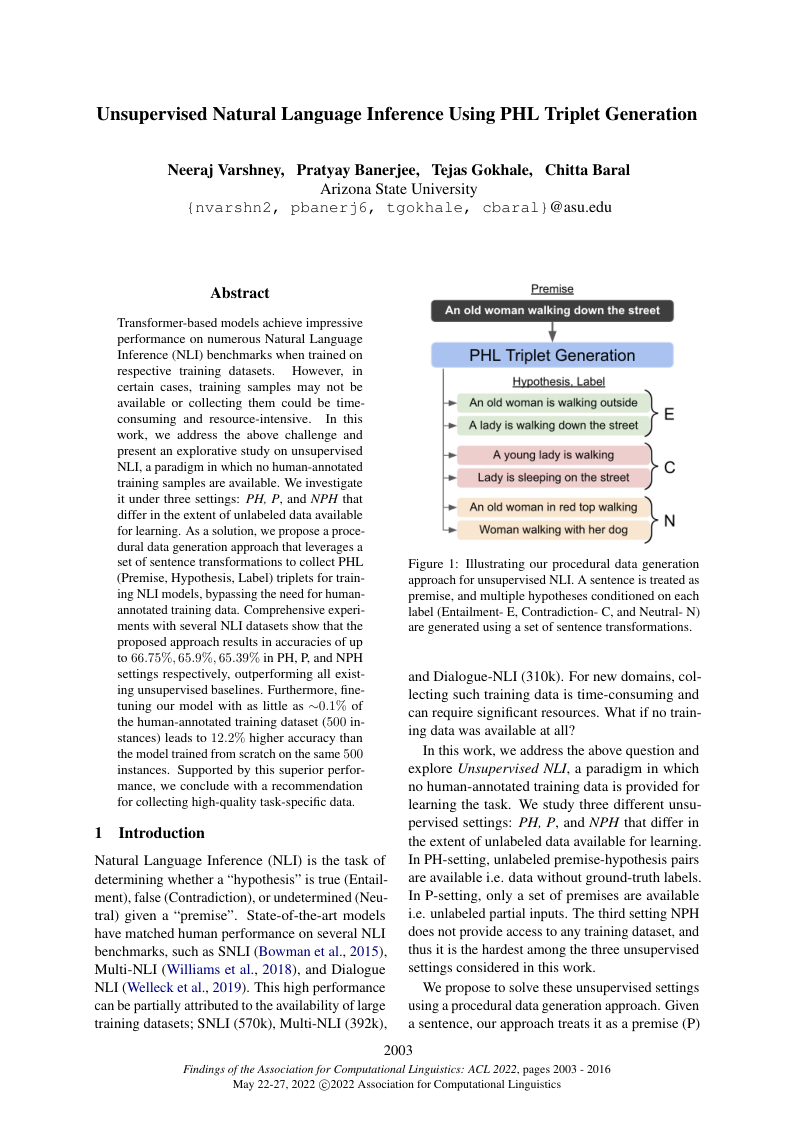 Unsupervised Natural Language Inference Using PHL Triplet Generation
Neeraj Varshney, Pratyay Banerjee, Tejas Gokhale, Chitta Baral
Arizona State University
{nvarshn2, pbanerj6, tgokhale, cbaral}@asu.edu
Abstract
Transformer-based models achieve impressive
performance on numerous Natural Language
Inference (NLI) benchmarks when trained on
respective training datasets. However, in
certain cases, training samples may not be
available or collecting them could be time-
consuming and resource-intensive. In this
work, we address the above challenge and
present an explorative study on unsupervised
NLI, a paradigm in which no human-annotated
training samples are available. We investigate
it under three settings: PH, P, and NPH that
differ in the extent of unlabeled data available
for learning. As a solution, we propose a proce-
dural data generation approach that leverages a
set of sentence transformations to collect PHL
(Premise, Hypothesis, Label) triplets for train-
ing NLI models, bypassing the need for human-
annotated training data. Comprehensive experi-
ments with several NLI datasets show that the
proposed approach results in accuracies of up
to 66.75%, 65.9%, 65.39% in PH, P, and NPH
settings respectively, outperforming all exist-
ing unsupervised baselines. Furthermore, fine-
tuning our model with as little as ~0.1% of
the human-annotated training dataset (500 in-
stances) leads to 12.2% higher accuracy than
the model trained from scratch on the same 500
instances. Supported by this superior perfor-
mance, we conclude with a recommendation
for collecting high-quality task-specific data.
1 Introduction
Natural Language Inference (NLI) is the task of
determining whether a “hypothesis” is true (Entail-
ment), false (Contradiction), or undetermined (Neu-
tral) given a “premise”. State-of-the-art models
have matched human performance on several NLI
benchmarks, such as SNLI (Bowman et al., 2015),
Multi-NLI (Williams et al., 2018), and Dialogue
NLI (Welleck et al., 2019). This high performance
can be partially attributed to the availability of large
training datasets; SNLI (570k), Multi-NLI (392k),
Premise
An old woman walking down the street
PHL Triplet Generation
Hypothesis, Label
An old woman is walking outside
A lady is walking down the street
E
A young lady is walking
Lady is sleeping on the street
C
An old woman in red top walking
Woman walking with her dog
N
Figure 1: Illustrating our procedural data generation
approach for unsupervised NLI. A sentence is treated as
premise, and multiple hypotheses conditioned on each
label (Entailment- E, Contradiction- C, and Neutral- N)
are generated using a set of sentence transformations.
and Dialogue-NLI (310k). For new domains, col-
lecting such training data is time-consuming and
can require significant resources. What if no train-
ing data was available at all?
In this work, we address the above question and
explore Unsupervised NLI, a paradigm in which
no human-annotated training data is provided for
learning the task. We study three different unsu-
pervised settings: PH, P, and NPH that differ in
the extent of unlabeled data available for learning.
In PH-setting, unlabeled premise-hypothesis pairs
are available i.e. data without ground-truth labels.
In P-setting, only a set of premises are available
i.e. unlabeled partial inputs. The third setting NPH
does not provide access to any training dataset, and
thus it is the hardest among the three unsupervised
settings considered in this work.
We propose to solve these unsupervised settings
using a procedural data generation approach. Given
a sentence, our approach treats it as a premise (P)
2003
Findings of the Association for Computational Linguistics: ACL 2022, pages 2003 - 2016
May 22-27, 2022 ©2022 Association for Computational Linguistics